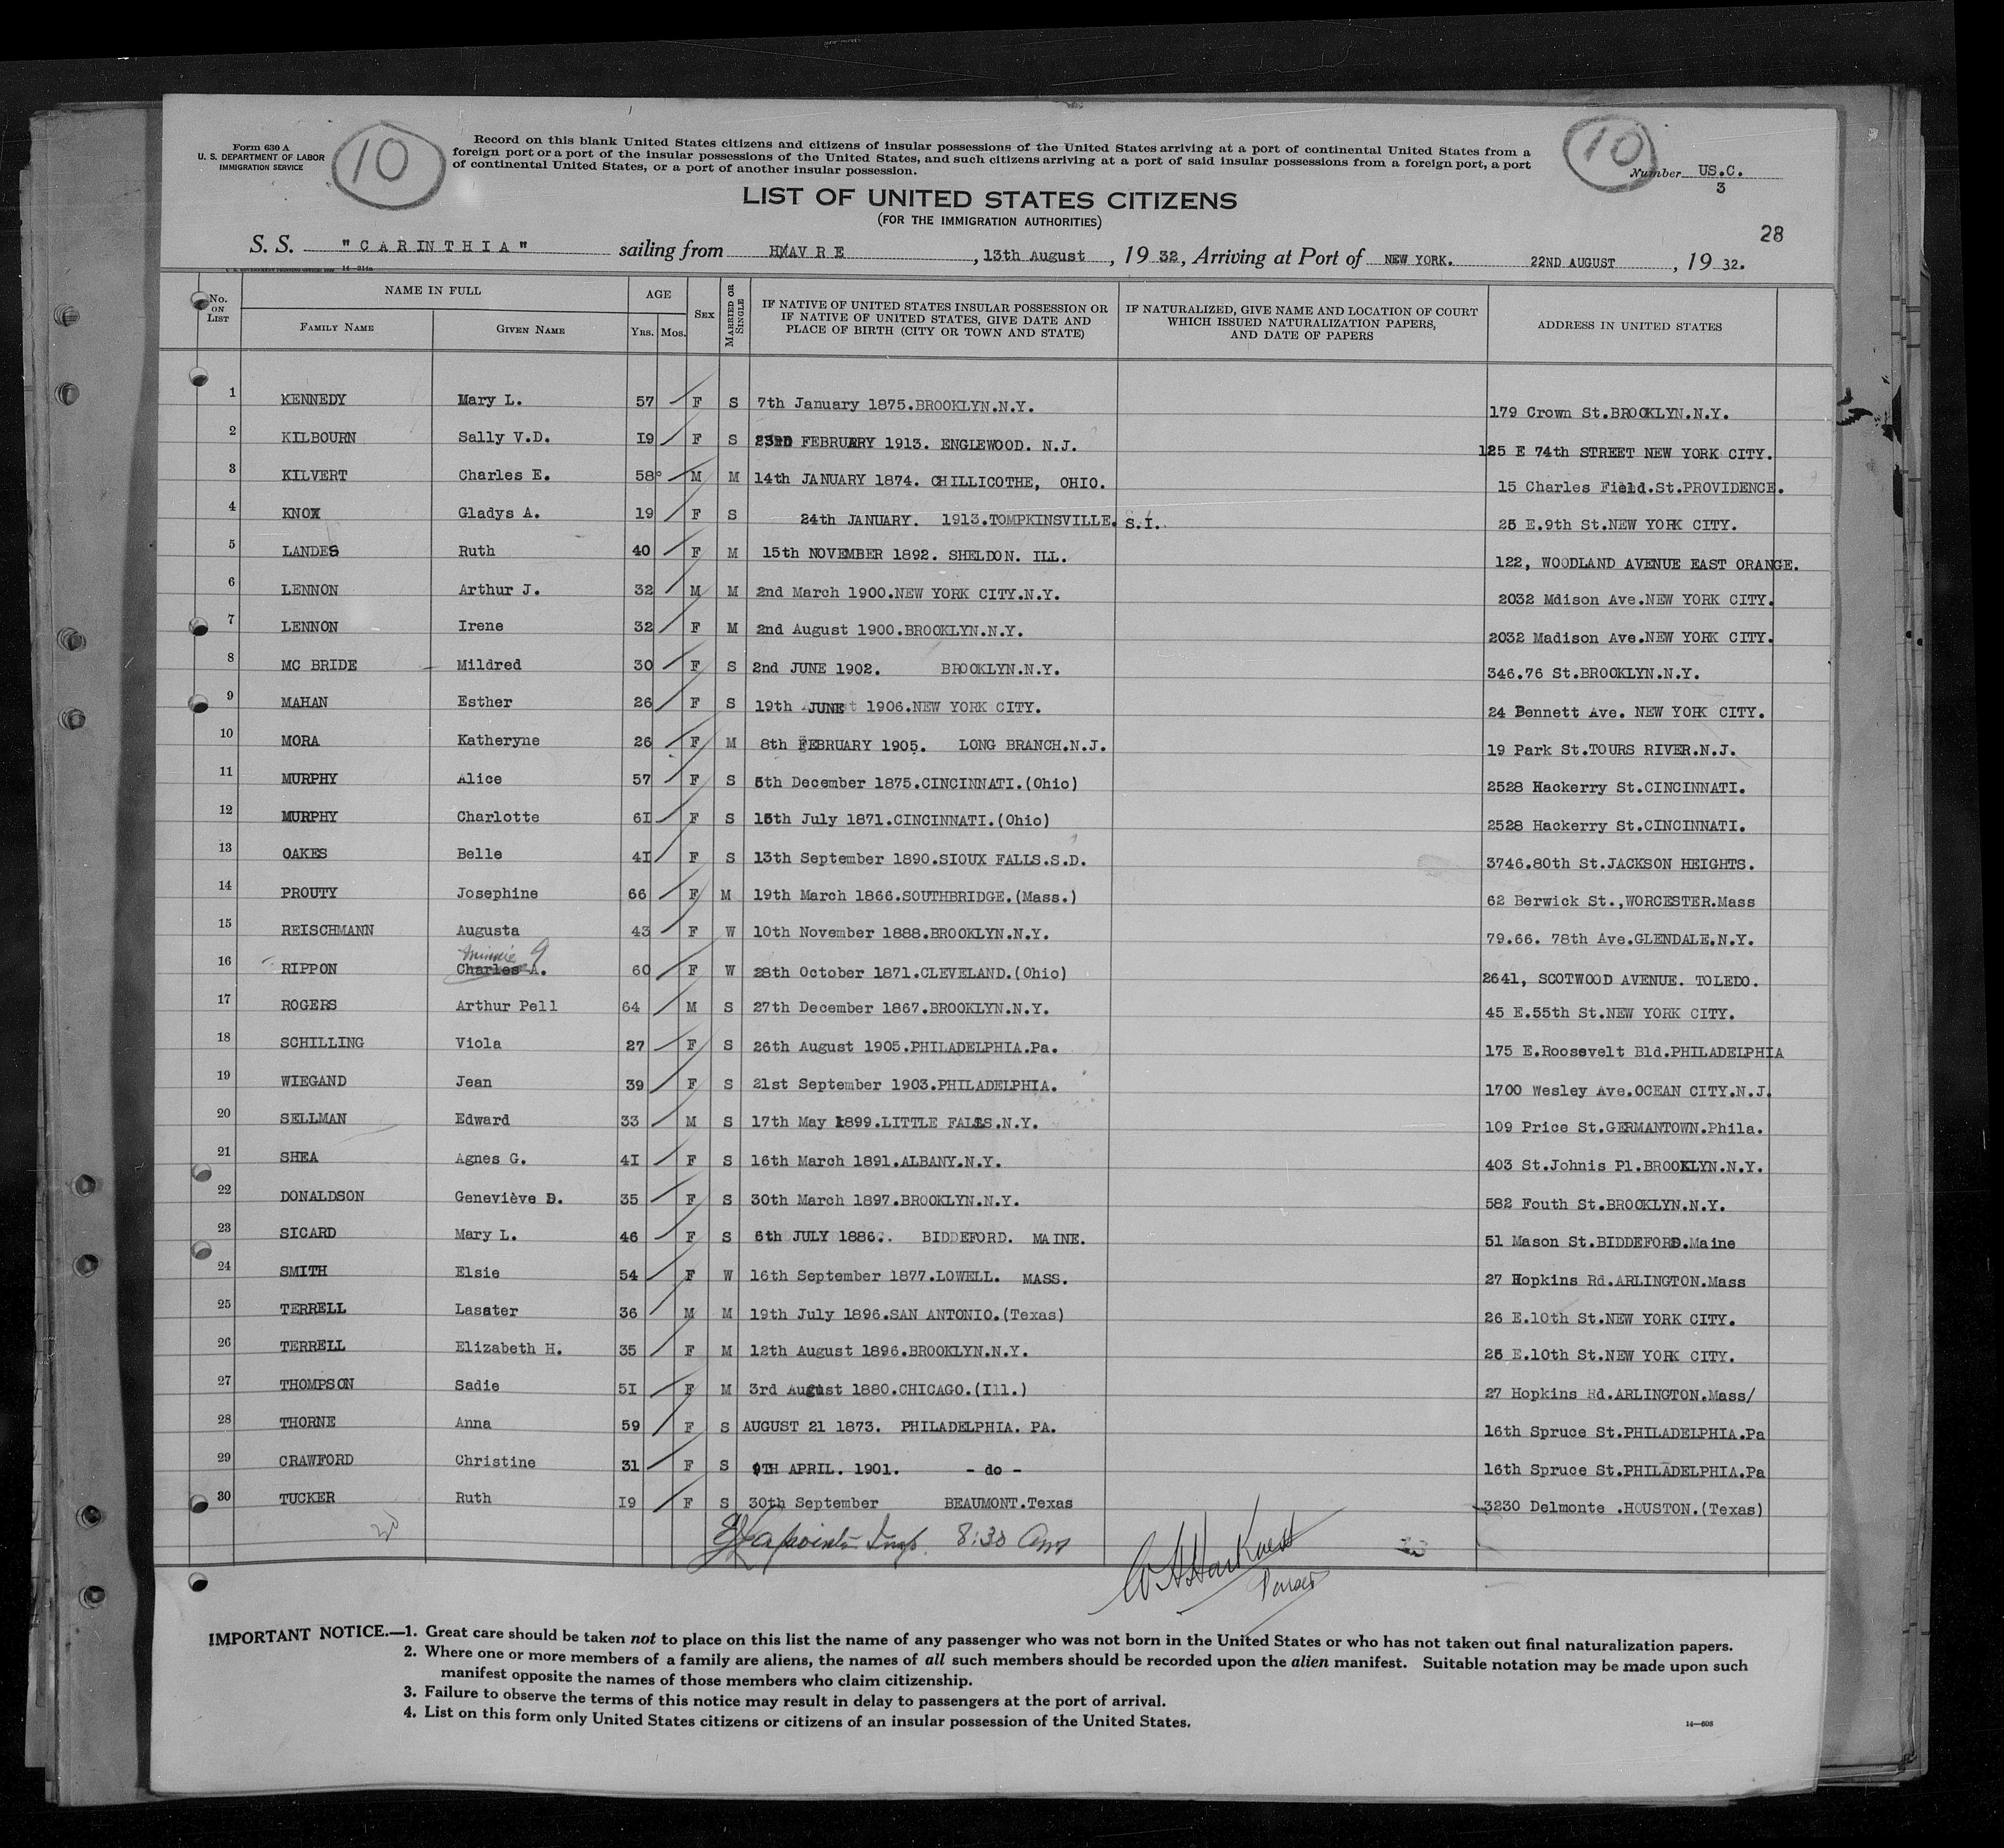 Form 630 A
U. S. DEPARTMENT OF LABOR
IMMIGRATION SERVICE
10
Record on this blank United States citizens and citizens of insular possessions of the United States arriving at a port of continental United States from a
foreign port or a port of the insular possessions of the United States, and such citizens arriving at a port of said insular possessions from a foreign port, a port
of continental United States, or a port of another insular possession.
10
Number US.C.
3
LIST OF UNITED STATES CITIZENS
(FOR THE IMMIGRATION AUTHORITIES)
28
S. S. "CARINTHIA" sailing from HAVRE, 13th August, 1932, Arriving at Port of NEW YORK. 22ND AUGUST, 1932.
No. ON LIST NAME IN FULL AGE SEX MARRIED OR SINGLE IF NATIVE OF UNITED STATES INSULAR POSSESSION OR IF NATIVE OF UNITED STATES, GIVE DATE AND PLACE OF BIRTH (CITY OR TOWN AND STATE) IF NATURALIZED, GIVE NAME AND LOCATION OF COURT WHICH ISSUED NATURALIZATION PAPERS, AND DATE OF PAPERS ADDRESS IN UNITED STATES
FAMILY NAME GIVEN NAME YRS. MOS.
1 KENNEDY Mary L. 57 F S 7th January 1875.BROOKLYN.N.Y. 179 Crown St.BROOKLYN.N.Y.
2 KILBOURN Sally V.D. 19 F S 23RD FEBRUARY 1913. ENGLEWOOD. N.J. 125 E 74th STREET NEW YORK CITY.
3 KILVERT Charles E. 58 M M 14th JANUARY 1874. CHILLICOTHE, OHIO. 15 Charles Field.St.PROVIDENCE.
4 KNOX Gladys A. 19 F S 24th JANUARY. 1913.TOMPKINSVILLE. S.I. 25 E.9th St.NEW YORK CITY.
5 LANDES Ruth 40 F M 15th NOVEMBER 1892. SHELDON. ILL. 122, WOODLAND AVENUE EAST ORANGE.
6 LENNON Arthur J. 32 M M 2nd March 1900.NEW YORK CITY.N.Y. 2032 Mdison Ave.NEW YORK CITY.
7 LENNON Irene 32 F M 2nd August 1900.BROOKLYN.N.Y. 2032 Madison Ave.NEW YORK CITY.
8 MC BRIDE Mildred 30 F S 2nd JUNE 1902. BROOKLYN.N.Y. 346.76 St.BROOKLYN.N.Y.
9 MAHAN Esther 26 F S 19th JUNE 1906.NEW YORK CITY. 24 Bennett Ave. NEW YORK CITY.
10 MORA Katheryne 26 F M 8th FEBRUARY 1905. LONG BRANCH.N.J. 19 Park St.TOURS RIVER.N.J.
11 MURPHY Alice 57 F S 5th December 1875.CINCINNATI.(Ohio) 2528 Hackerry St.CINCINNATI.
12 MURPHY Charlotte 61 F S 15th July 1871.CINCINNATI.(Ohio) 2528 Hackerry St.CINCINNATI.
13 OAKES Belle 41 F S 13th September 1890.SIOUX FALLS.S.D. 3746.80th St.JACKSON HEIGHTS.
14 PROUTY Josephine 66 F M 19th March 1866.SOUTHBRIDGE.(Mass.) 62 Berwick St.,WORCESTER.Mass
15 REISCHMANN Augusta 43 F W 10th November 1888.BROOKLYN.N.Y. 79.66. 78th Ave.GLENDALE.N.Y.
Minnie
16 RIPPON Charles A. 60 F W 28th October 1871.CLEVELAND.(Ohio) 2641, SCOTWOOD AVENUE. TOLEDO.
17 ROGERS Arthur Pell 64 M S 27th December 1867.BROOKLYN.N.Y. 45 E.55th St.NEW YORK CITY.
18 SCHILLING Viola 27 F S 26th August 1905.PHILADELPHIA.Pa. 175 E.Roosevelt Bld.PHILADELPHIA
19 WIEGAND Jean 39 F S 21st September 1903.PHILADELPHIA. 1700 Wesley Ave.OCEAN CITY.N.J.
20 SELLMAN Edward 33 M S 17th May 1899.LITTLE FALLS.N.Y. 109 Price St.GERMANTOWN.Phila.
21 SHEA Agnes G. 41 F S 16th March 1891.ALBANY.N.Y. 403 St.Johnis Pl.BROOKLYN.N.Y.
22 DONALDSON Geneviève D. 35 F S 30th March 1897.BROOKLYN.N.Y. 582 Fouth St.BROOKLYN.N.Y.
23 SICARD Mary L. 46 F S 6th JULY 1886. BIDDEFORD. MAINE. 51 Mason St.BIDDEFORD.Maine
24 SMITH Elsie 54 F W 16th September 1877.LOWELL. MASS. 27 Hopkins Rd.ARLINGTON.Mass
25 TERRELL Lasater 36 M M 19th July 1896.SAN ANTONIO.(Texas) 26 E.10th St.NEW YORK CITY.
26 TERRELL Elizabeth H. 35 F M 12th August 1896.BROOKLYN.N.Y. 26 E.10th St.NEW YORK CITY.
27 THOMPSON Sadie 51 F M 3rd August 1880.CHICAGO.(Ill.) 27 Hopkins Rd.ARLINGTON.Mass/
28 THORNE Anna 59 F S AUGUST 21 1873. PHILADELPHIA. PA. 16th Spruce St.PHILADELPHIA.Pa
29 CRAWFORD Christine 31 F S 9TH APRIL. 1901. - do - 16th Spruce St.PHILADELPHIA.Pa
30 TUCKER Ruth 19 F S 30th September BEAUMONT.Texas 3230 Delmonte .HOUSTON.(Texas)
Insp. 8:30 am
W A Harkness
Purser
IMPORTANT NOTICE.—1. Great care should be taken not to place on this list the name of any passenger who was not born in the United States or who has not taken out final naturalization papers.
2. Where one or more members of a family are aliens, the names of all such members should be recorded upon the alien manifest. Suitable notation may be made upon such
manifest opposite the names of those members who claim citizenship.
3. Failure to observe the terms of this notice may result in delay to passengers at the port of arrival.
4. List on this form only United States citizens or citizens of an insular possession of the United States.
14—608